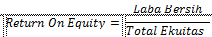 Return On Equity = Laba Bersih / Total Ekuitas